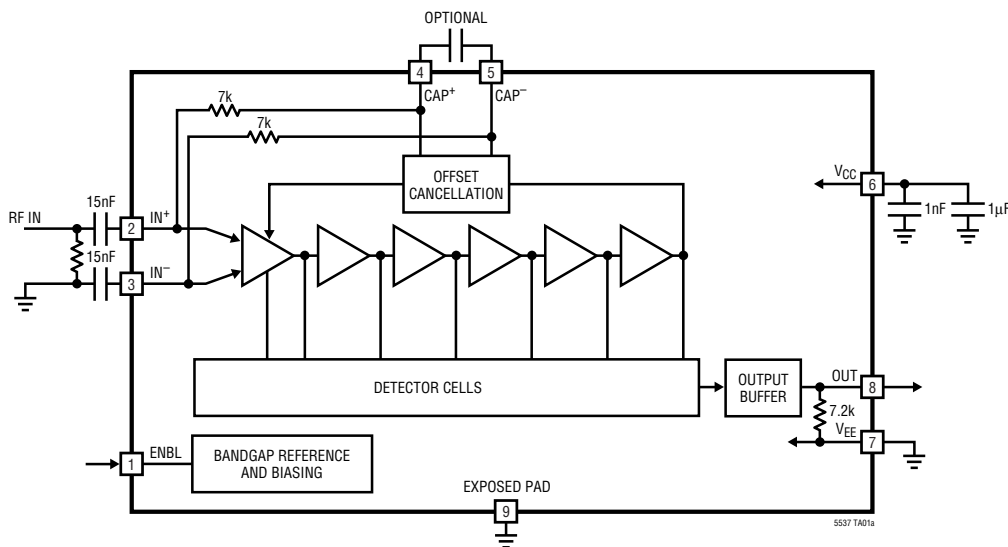 OPTIONAL
4
5
CAP+
CAP–
7k
7k
OFFSET
CANCELLATION
VCC
6
1nF
1µF
15nF
RF IN
2
IN+
15nF
3
IN–
DETECTOR CELLS
OUTPUT
BUFFER
OUT
8
7.2k
VEE
7
1
ENBL
BANDGAP REFERENCE
AND BIASING
EXPOSED PAD
9
5537 TA01a